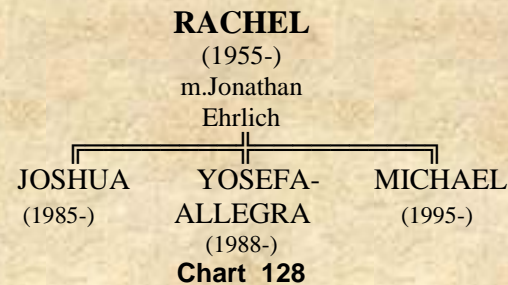 RACHEL
(1955-)
m.Jonathan
Ehrlich
JOSHUA YOSEFA- MICHAEL
(1985-) ALLEGRA (1995-)
(1988-)
Chart 128